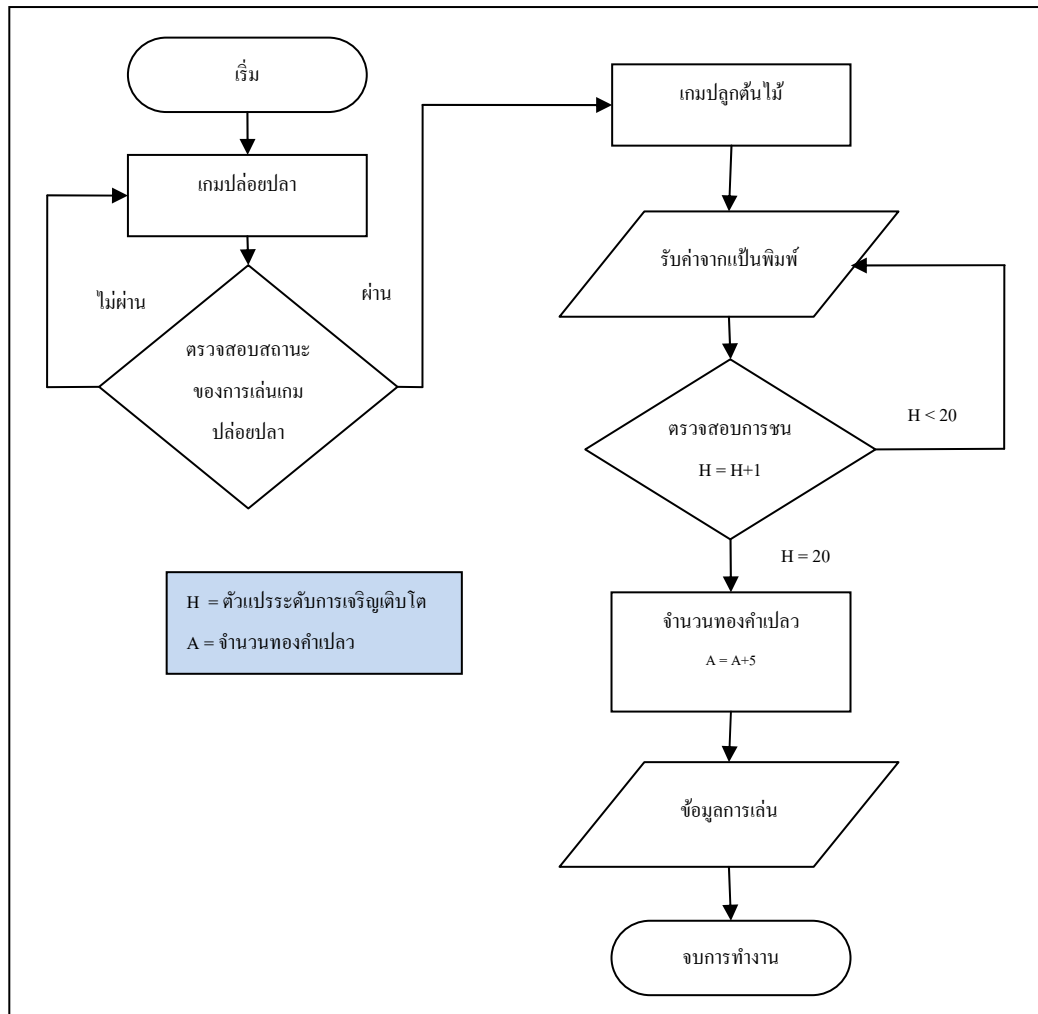 เริ่ม
เกมปล่อยปลา
ไม่ผ่าน
ผ่าน
ตรวจสอบสถานะ
ของการเล่นเกม
ปล่อยปลา
H = ตัวแปรระดับการเจริญเติบโต
A = จำนวนทองคำเปลว
เกมปลูกต้นไม้
รับค่าจากแป้นพิมพ์
ตรวจสอบการชน
H = H+1
H < 20
H = 20
จำนวนทองคำเปลว
A = A+5
ข้อมูลการเล่น
จบการทำงาน